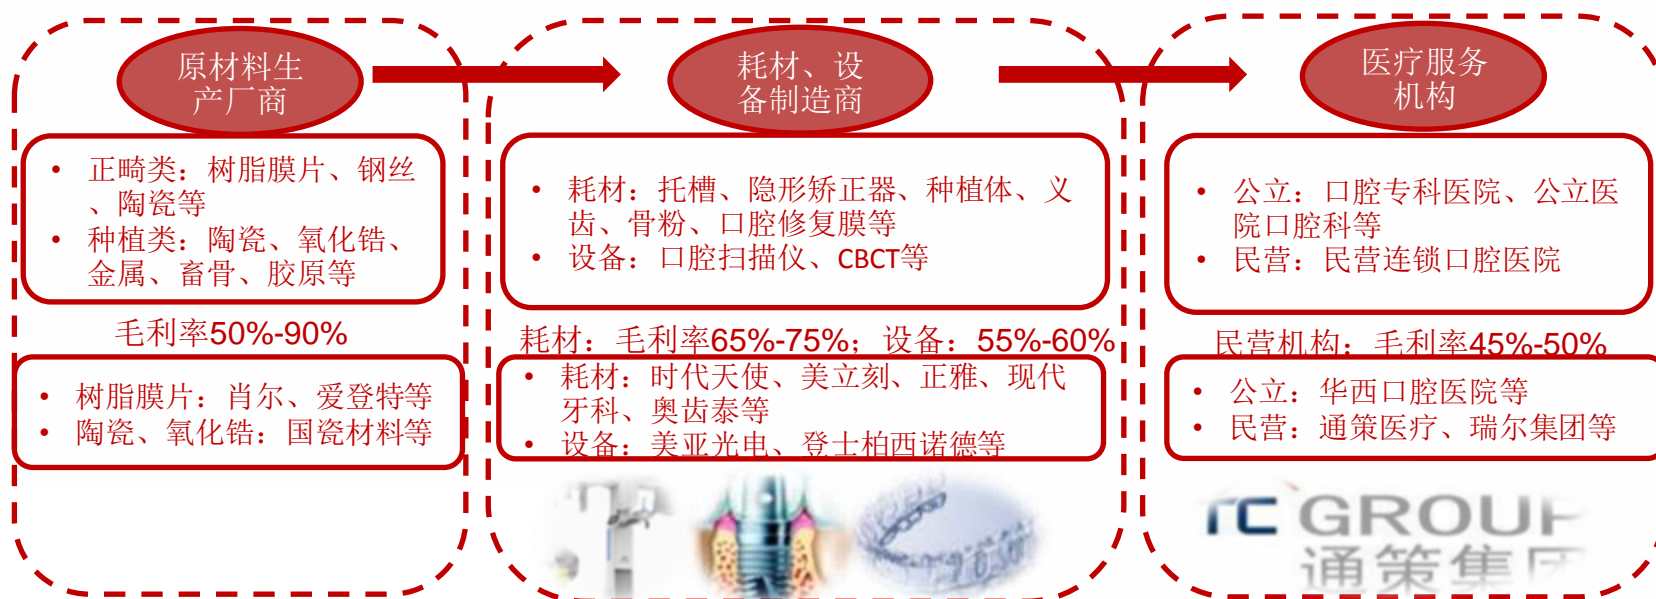 原材料生
产厂商
• 正畸类：树脂膜片、钢丝
、陶瓷等
• 种植类：陶瓷、氧化锆、
金属、畜骨、胶原等
毛利率50%-90%
• 树脂膜片：肖尔、爱登特等
• 陶瓷、氧化锆：国瓷材料等
耗材、设
备制造商
• 耗材：托槽、隐形矫正器、种植体、义
齿、骨粉、口腔修复膜等
• 设备：口腔扫描仪、CBCT等
耗材：毛利率65%-75%；设备：55%-60%
• 耗材：时代天使、美立刻、正雅、现代
牙科、奥齿泰等
• 设备：美亚光电、登士柏西诺德等
医疗服务
机构
• 公立：口腔专科医院、公立医
院口腔科等
• 民营：民营连锁口腔医院
民营机构：毛利率45%-50%
• 公立：华西口腔医院等
• 民营：通策医疗、瑞尔集团等
TC GROUP
通策集团